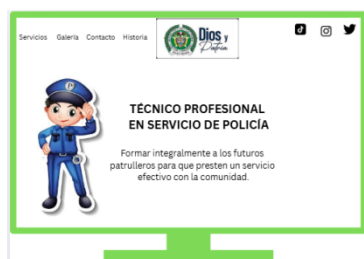 Servicios Galería Contacto Historia
Dios y
Patria
TÉCNICO PROFESIONAL
EN SERVICIO DE POLICÍA
Formar integralmente a los futuros
patrulleros para que presten un servicio
efectivo con la comunidad.